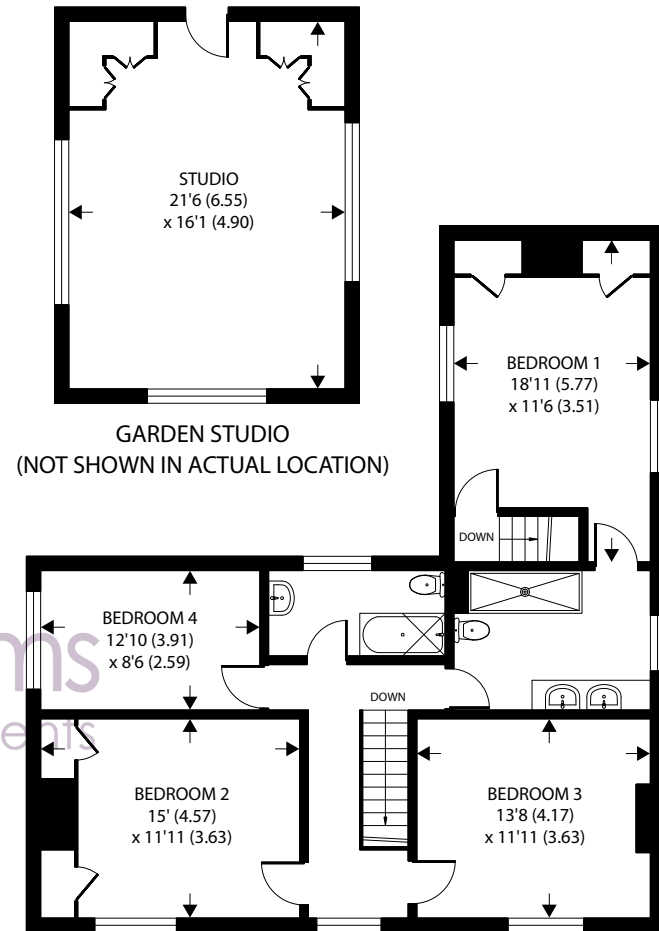 STUDIO
21'6 (6.55)
x 16'1 (4.90)
GARDEN STUDIO
(NOT SHOWN IN ACTUAL LOCATION)
BEDROOM 1
18'11 (5.77)
x 11'6 (3.51)
DOWN
BEDROOM 4
12'10 (3.91)
x 8'6 (2.59)
DOWN
BEDROOM 2
15' (4.57)
x 11'11 (3.63)
BEDROOM 3
13'8 (4.17)
x 11'11 (3.63)
ms
ents